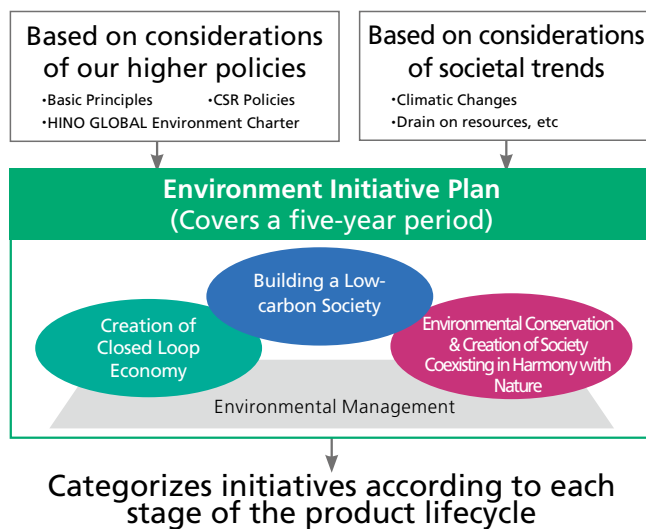 Based on considerations
of our higher policies
・Basic Principles ・CSR Policies
・HINO GLOBAL Environment Charter
Based on considerations
of societal trends
・Climatic Changes
・Drain on resources, etc
Environment Initiative Plan
(Covers a five-year period)
Building a Low-
carbon Society
Creation of
Closed Loop
Economy
Environmental Conservation
& Creation of Society
Coexisting in Harmony with
Nature
Environmental Management
Categorizes initiatives according to each
stage of the product lifecycle